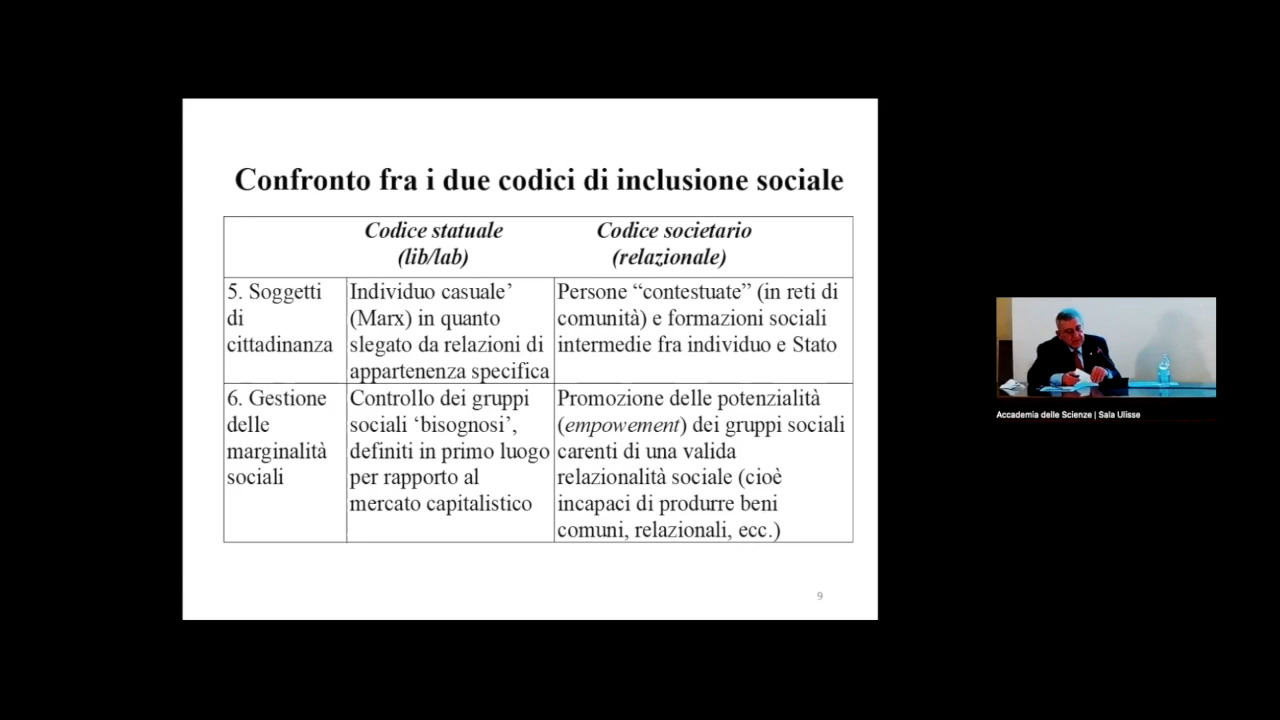 Confronto fra i due codici di inclusione sociale
Codice statuale
(lib/lab)
Codice societario
(relazionale)
5. Soggetti
di
cittadinanza
Individuo casuale’
(Marx) in quanto
slegato da relazioni di
appartenenza specifica
Persone “contestuate” (in reti di
comunità) e formazioni sociali
intermedie fra individuo e Stato
6. Gestione
delle
marginalità
sociali
Controllo dei gruppi
sociali ‘bisognosi’,
definiti in primo luogo
per rapporto al
mercato capitalistico
Promozione delle potenzialità
(empowement) dei gruppi sociali
carenti di una valida
relazionalità sociale (cioè
incapaci di produrre beni
comuni, relazionali, ecc.)
9
Accademia delle Scienze | Sala Ulisse